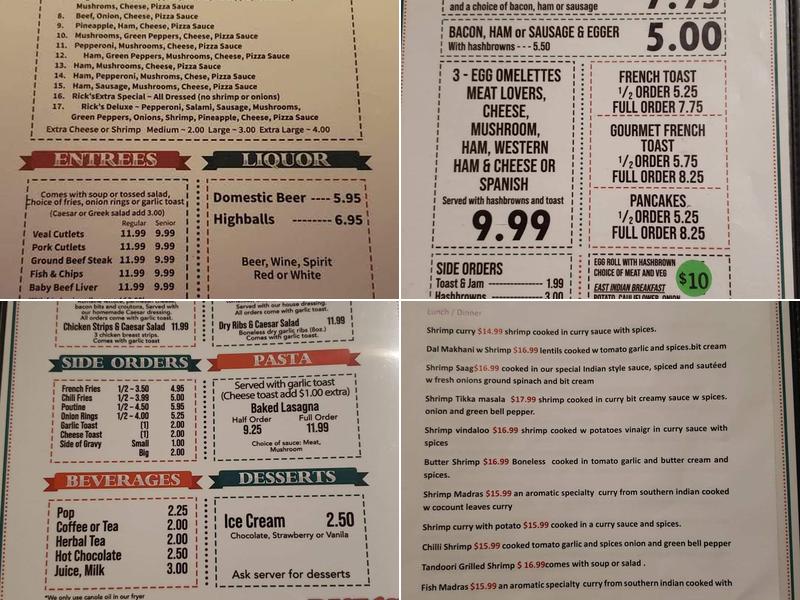 Mushroms, Cheese, Pizza Sauce
8. Beef, Onion, Cheese, Pizza Sauce
9. Pineapple, Ham, Cheese, Pizza Sauce
10. Mushrooms, Green Peppers, Cheese, Pizza Sauce
11. Pepperoni, Mushrooms, Cheese, Pizza Sauce
12. Ham, Green Peppers, Mushrooms, Cheese, Pizza Sauce
13. Ham, Mushrooms, Cheese, Pizza Sauce
14. Ham, Pepperoni, Mushroms, Chese, Pizza Sauce
15. Ham, Sausage, Mushrooms, Cheese, Pizza Sauce
16. Rick'sExtra Special ~ All Dressed (no shrimp or onions)
17. Rick's Deluxe ~ Pepperoni, Salami, Sausage, Mushrooms,
Green Peppers, Onions, Shrimp, Pineapple, Cheese, Pizza Sauce
Extra Cheese or Shrimp Medium ~ 2.00 Large ~ 3.00 Extra Large ~ 4.00
ENTREES
Comes with soup or tossed salad,
Choice of fries, onion rings or garlic toast
(Caesar or Greek salad add 3.00)
Regular Senior
Veal Cutlets 11.99 9.99
Pork Cutlets 11.99 9.99
Ground Beef Steak 11.99 9.99
Fish & Chips 11.99 9.99
Baby Beef Liver 11.99 9.99
LIQUOR
Domestic Beer ---- 5.95
Highballs -------- 6.95
Beer, Wine, Spirit
Red or White
and a choice of bacon, ham or sausage 7.75
BACON, HAM or SAUSAGE & EGGER
With hashbrowns --- 5.50
5.00
3 - EGG OMELETTES
MEAT LOVERS,
CHEESE,
MUSHROOM,
HAM, WESTERN
HAM & CHEESE OR
SPANISH
Served with hashbrowns and toast
9.99
FRENCH TOAST
1/2 ORDER 5.25
FULL ORDER 7.75
GOURMET FRENCH
TOAST
1/2 ORDER 5.75
FULL ORDER 8.25
PANCAKES
1/2 ORDER 5.25
FULL ORDER 8.25
SIDE ORDERS
Toast & Jam ---------- 1.99
Hashbrowns ---------- 3.00
EGG ROLL WITH HASHBROWN
CHOICE OF MEAT AND VEG
$10
EAST INDIAN BREAKFAST
POTATO, CAULIFLOWER, ONION
bacon bits and croutons, Served with
our homemade Caesar dressing.
All orders come with garlic toast.
Chicken Strips & Caesar Salad 11.99
3 chicken breast strips.
Comes with garlic toast
Served with our house dressing.
All orders come with garlic toast.
Dry Ribs & Caesar Salad 11.99
Boneless dry garlic ribs (8oz.)
Comes with garlic toast.
SIDE ORDERS
French Fries 1/2 ~ 3.50 4.95
Chili Fries 1/2 ~ 3.99 5.00
Poutine 1/2 ~ 4.50 5.95
Onion Rings 1/2 ~ 4.00 5.25
Garlic Toast (1) 2.00
Cheese Toast (1) 2.00
Side of Gravy Small 1.00
Big 2.00
PASTA
Served with garlic toast
(Cheese toast add $1.00 extra)
Baked Lasagna
Half Order Full Order
9.25 11.99
Choice of sauce: Meat,
Mushroom
BEVERAGES
Pop 2.25
Coffee or Tea 2.00
Herbal Tea 2.00
Hot Chocolate 2.50
Juice, Milk 3.00
DESSERTS
Ice Cream 2.50
Chocolate, Strawberry or Vanila
Ask server for desserts
*We only use canola oil in our fryer
Lunch / Dinner
Shrimp curry $14.99 shrimp cooked in curry sauce with spices.
Dal Makhani w Shrimp $16.99 lentils cooked w tomato garlic and spices.bit cream
Shrimp Saag$16.99 cooked in our special Indian style sauce, spiced and sautéed
w fresh onions ground spinach and bit cream
Shrimp Tikka masala $17.99 shrimp cooked in curry bit creamy sauce w spices.
onion and green bell pepper.
Shrimp vindaloo $16.99 shrimp cooked w potatoes vinaigr in curry sauce with
spices
Butter Shrimp $16.99 Boneless cooked in tomato garlic and butter cream and
spices.
Shrimp Madras $15.99 an aromatic specialty curry from southern indian cooked
w cocount leaves curry
Shrimp curry with potato $15.99 cooked in a curry sauce and spices.
Chilli Shrimp $15.99 cooked tomato garlic and spices onion and green bell pepper
Tandoori Grilled Shrimp $ 16.99comes with soup or salad .
Fish Madras $15.99 an aromatic specialty curry from southern indian cooked with